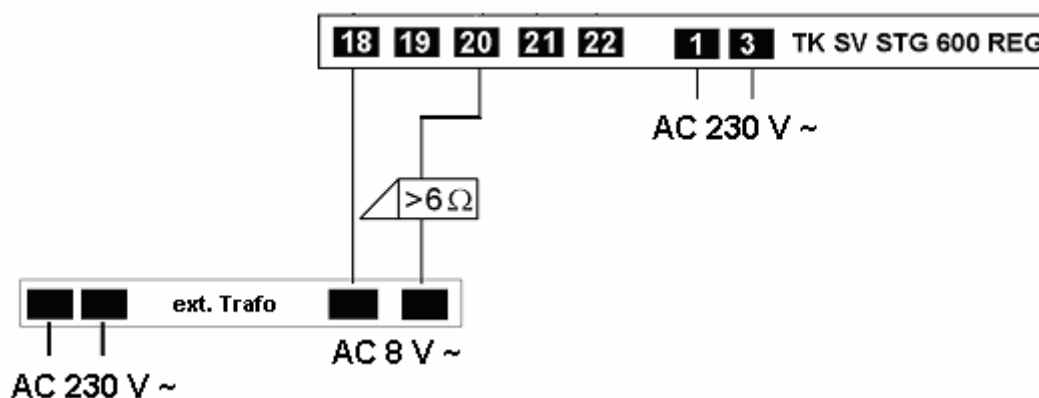 18 19 20 21 22 1 3 TK SV STG 600 REG
AC 230 V ~
>6 Ω
ext. Trafo
AC 8 V ~
AC 230 V ~